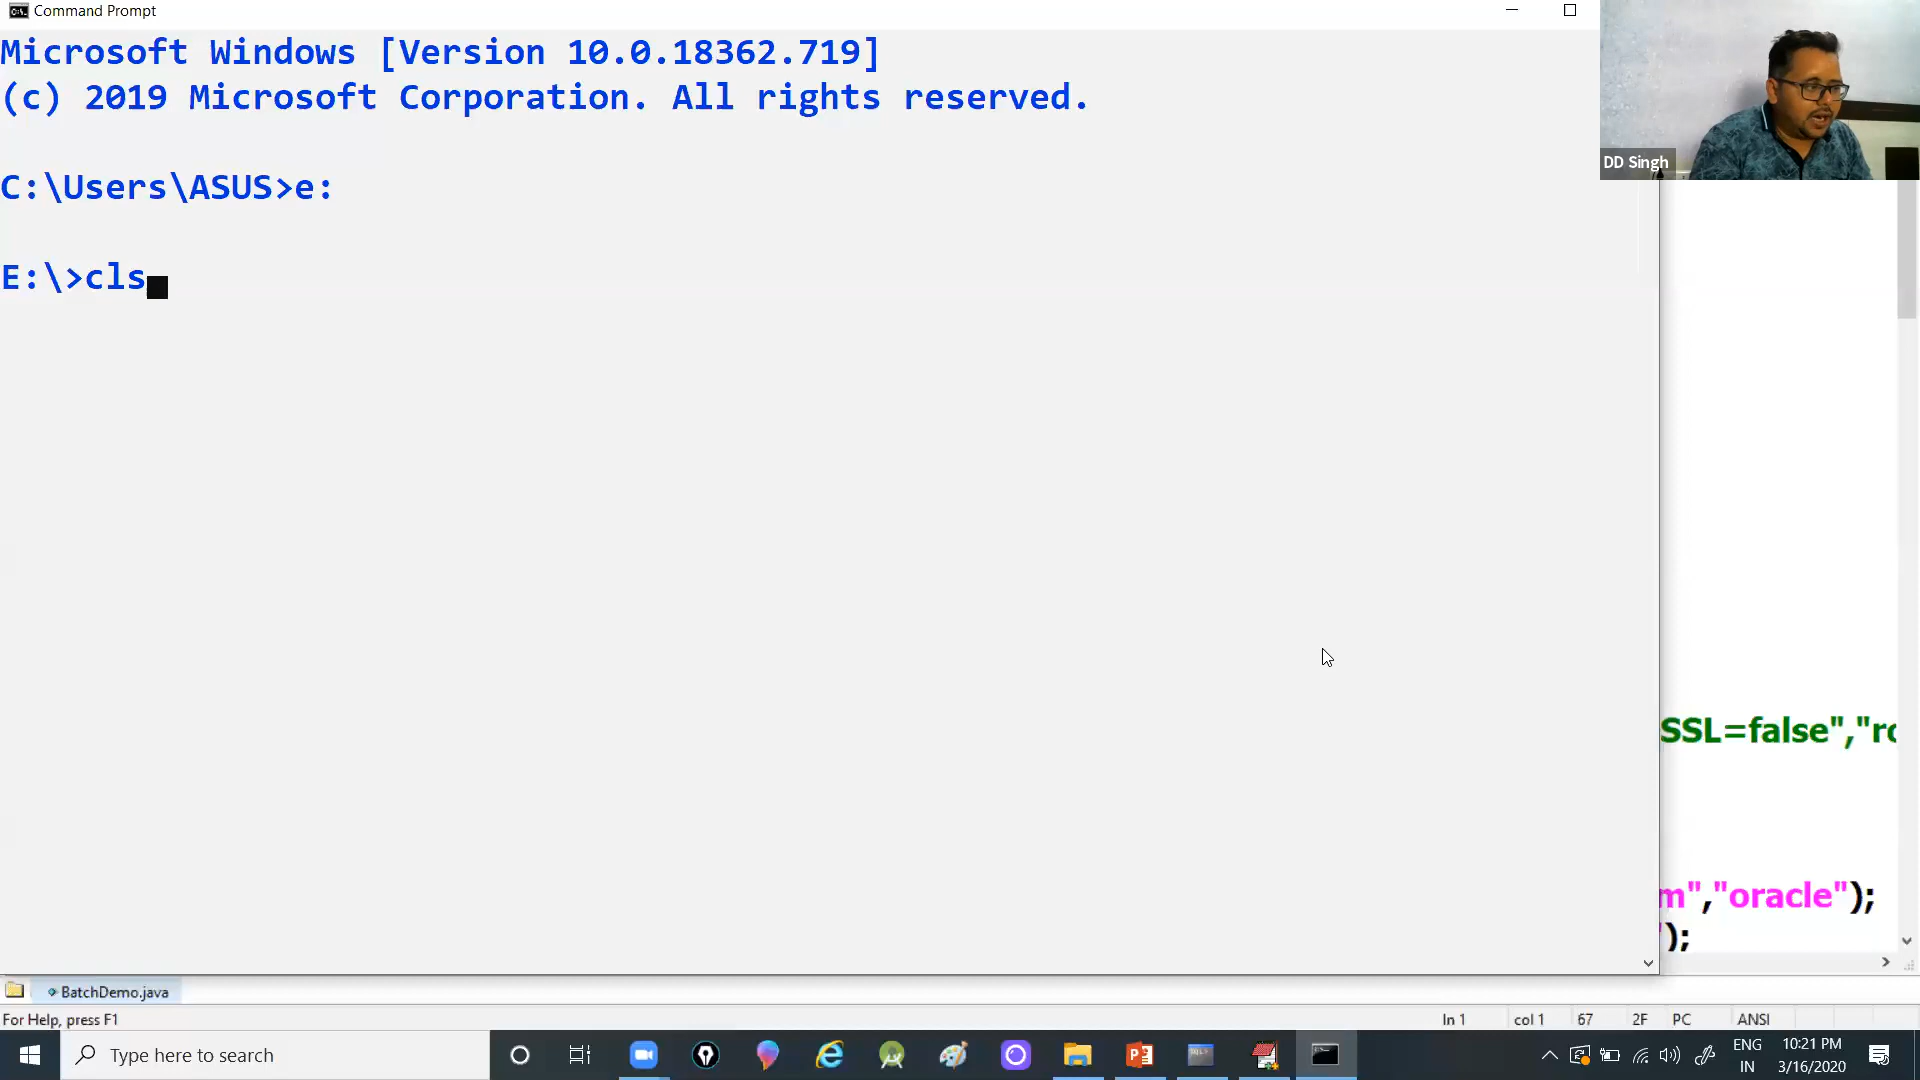 Command Prompt
Microsoft Windows [Version 10.0.18362.719]
(c) 2019 Microsoft Corporation. All rights reserved.
C:\Users\ASUS>e:
E:\>cls
DD Singh
SSL=false","ro
m","oracle");
");
BatchDemo.java
For Help, press F1
ln 1 col 1 67 2F PC ANSI
Type here to search
ENG
IN
10:21 PM
3/16/2020